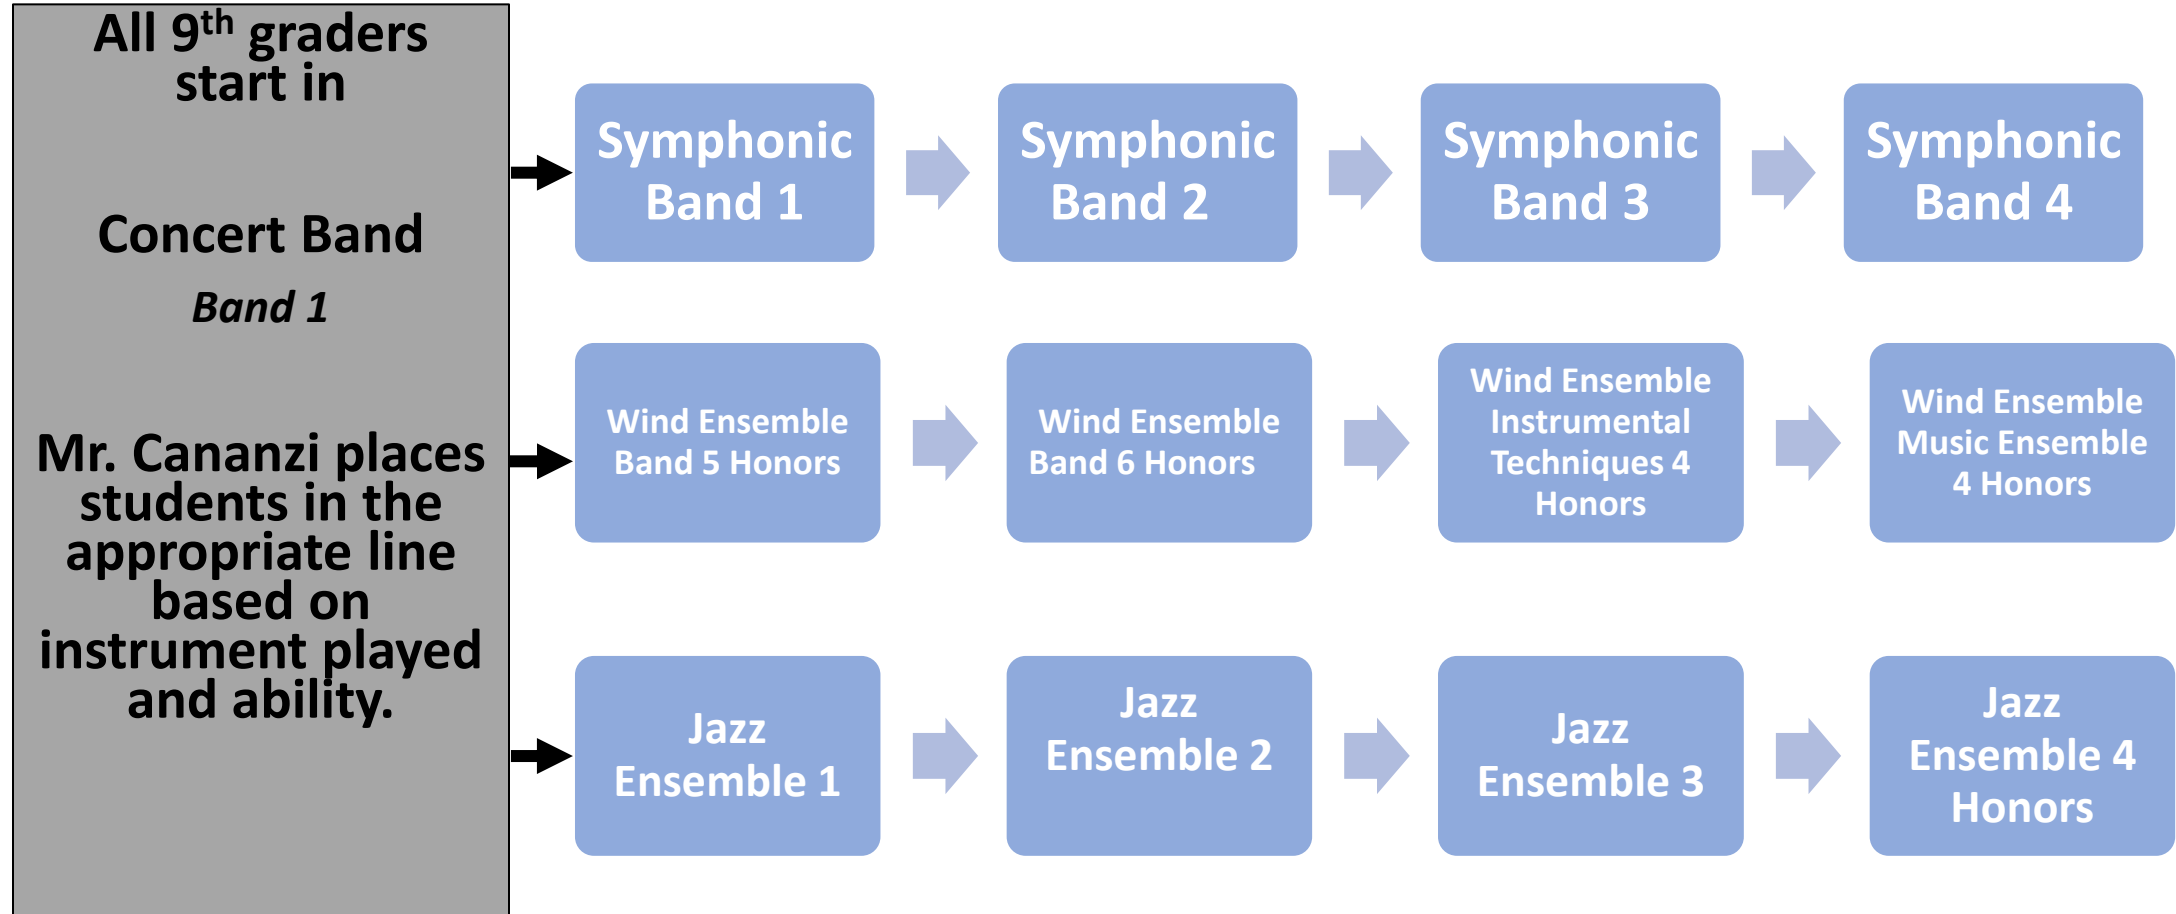 All 9th graders
start in
Concert Band
Band 1
Mr. Cananzi places
students in the
appropriate line
based on
instrument played
and ability.
Symphonic
Band 1
Symphonic
Band 2
Symphonic
Band 3
Symphonic
Band 4
Wind Ensemble
Band 5 Honors
Wind Ensemble
Band 6 Honors
Wind Ensemble
Instrumental
Techniques 4
Honors
Wind Ensemble
Music Ensemble
4 Honors
Jazz
Ensemble 1
Jazz
Ensemble 2
Jazz
Ensemble 3
Jazz
Ensemble 4
Honors